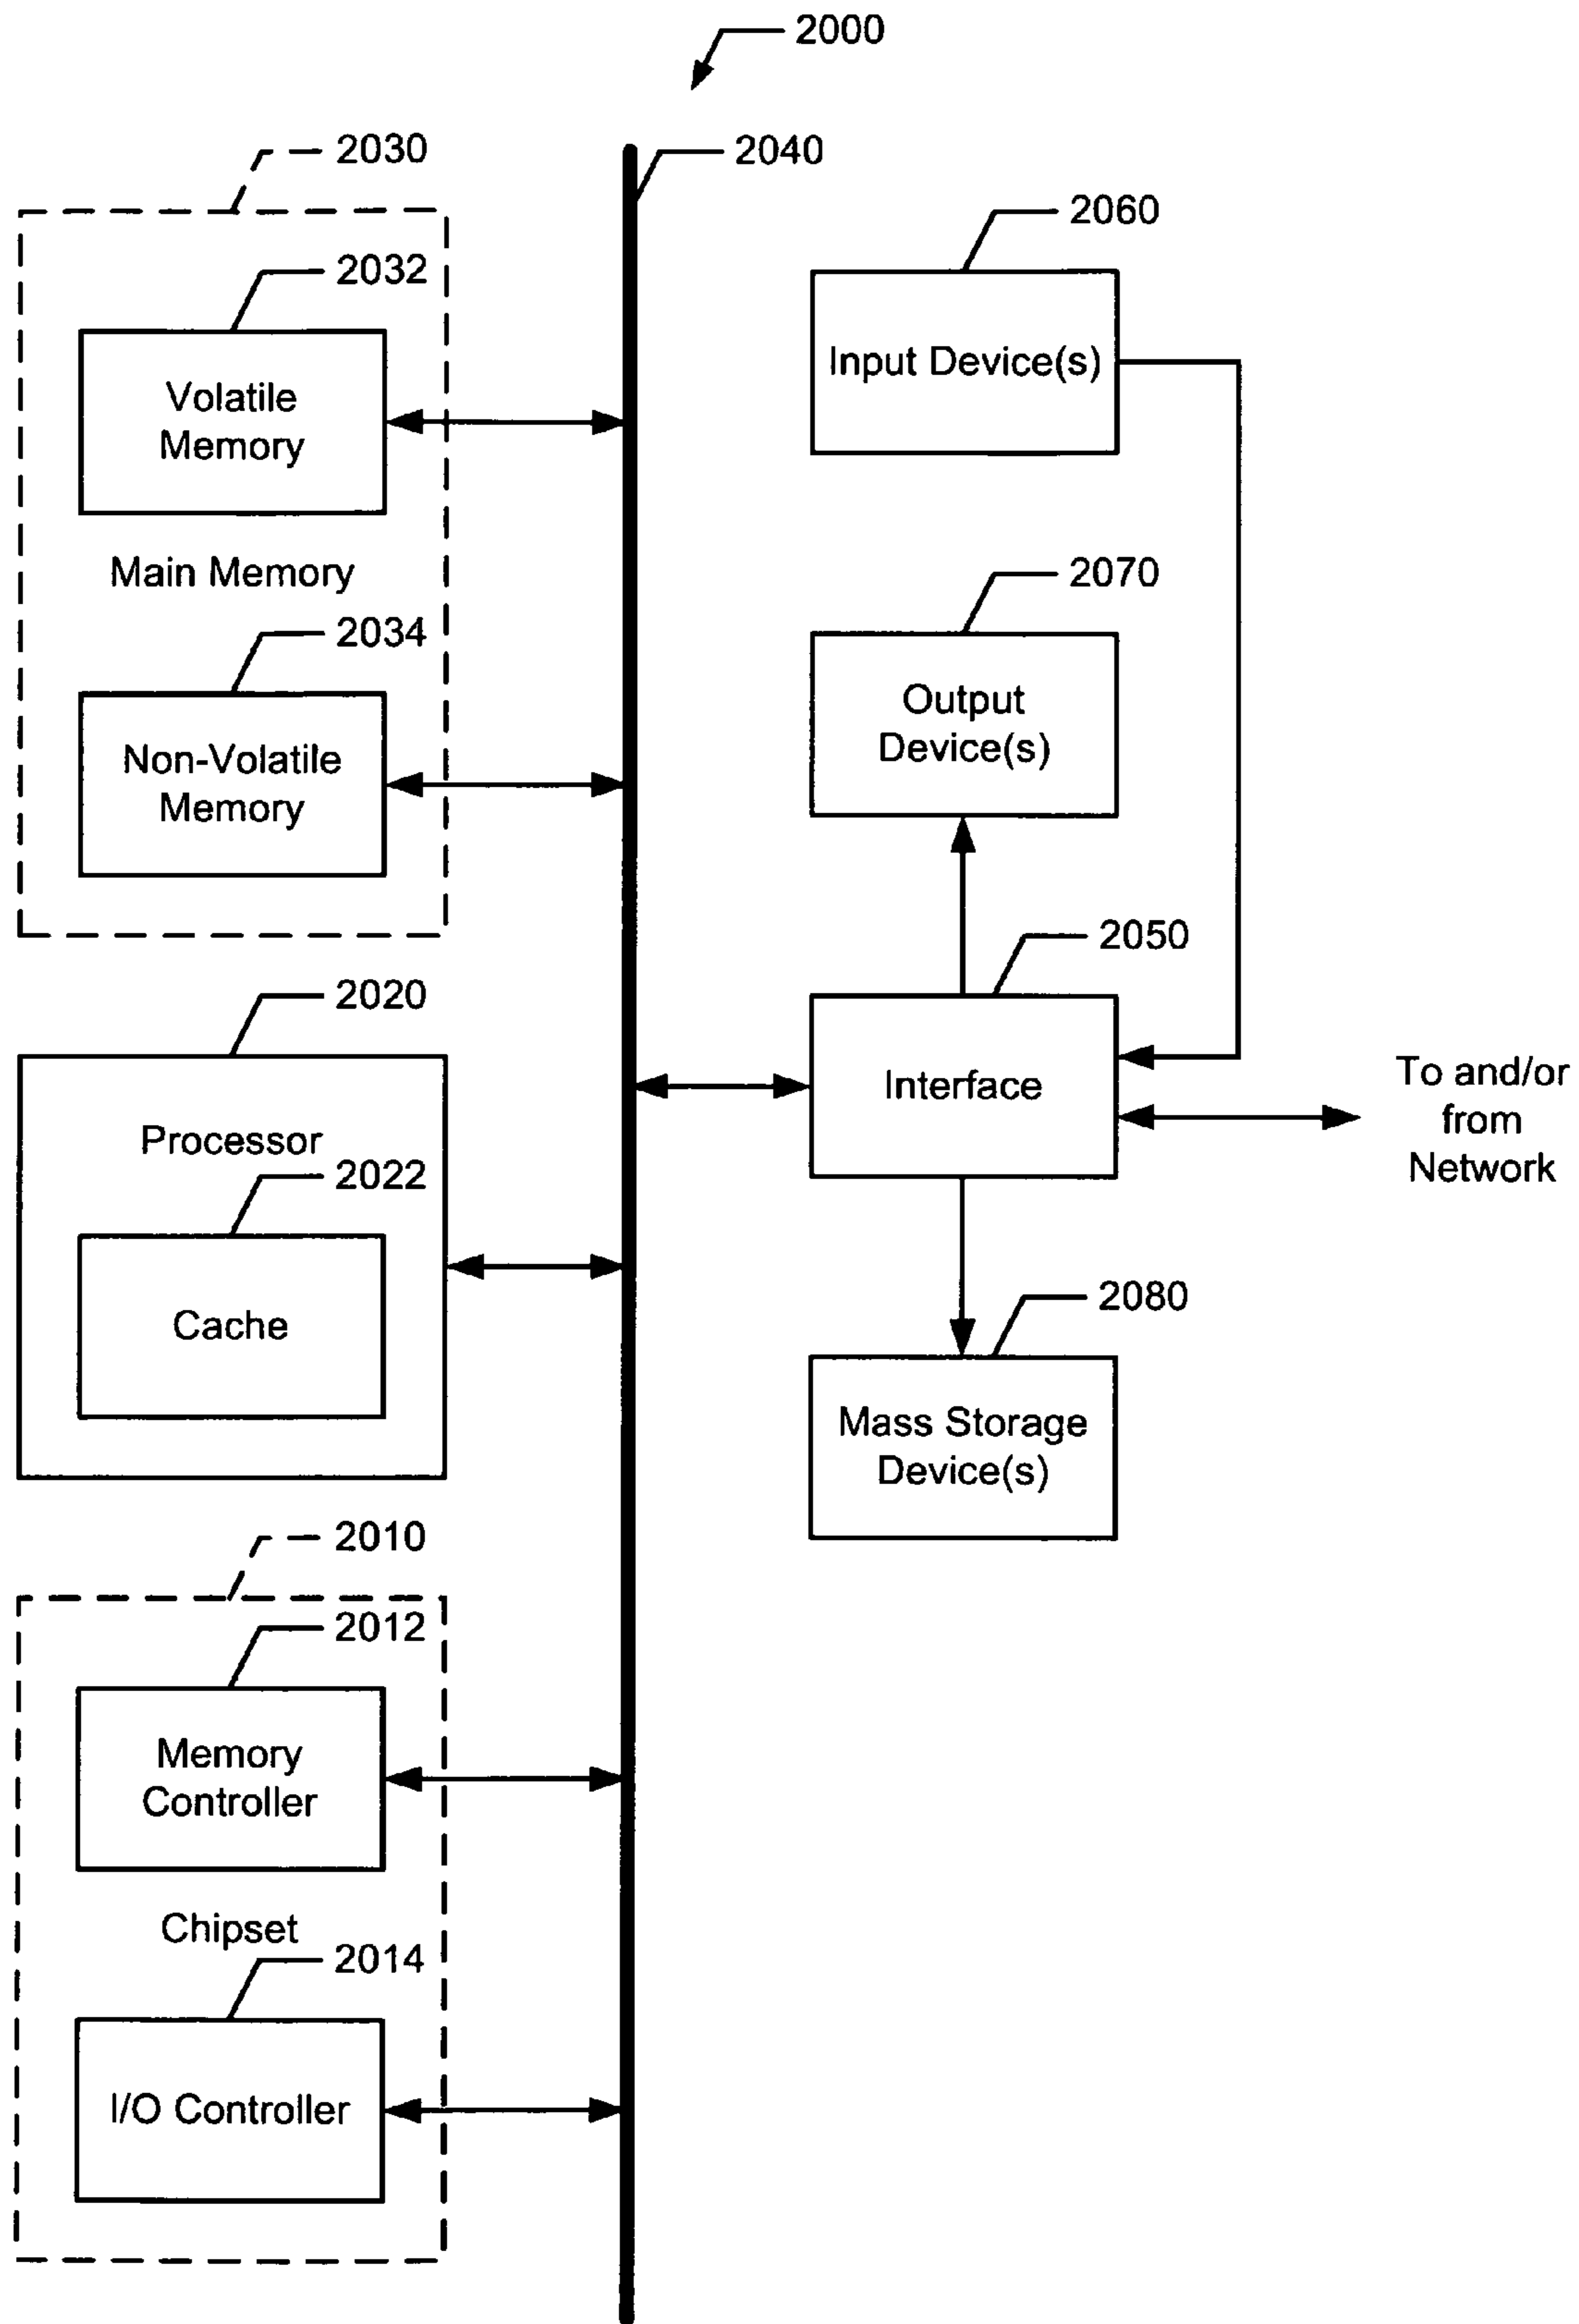 2000
2030
2040
2032
2060
Volatile
Memory
Input Device(s)
Main Memory
2034
2070
Non-Volatile
Memory
Output
Device(s)
2050
2020
Processor
2022
Cache
Interface
To and/or
from
Network
2080
Mass Storage
Device(s)
2010
2012
Memory
Controller
Chipset
2014
I/O Controller